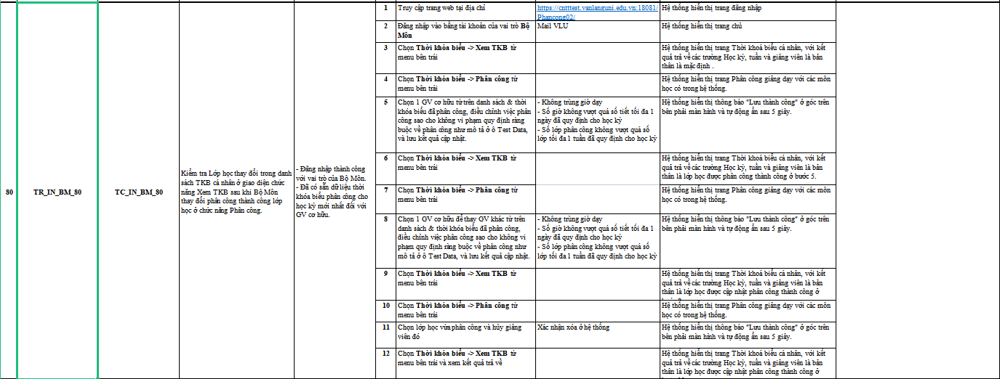 80
TR_IN_BM_80
TC_IN_BM_80
Kiểm tra Lớp học thay đổi trong danh
sách TKB cá nhân ở giao diện chức
năng Xem TKB sau khi Bộ Môn
thay đổi phân công thành công lớp
học ở chức năng Phân công.
- Đăng nhập thành công
với vai trò của Bộ Môn.
- Đã có sẵn dữ liệu thời
khóa biểu phân công cho
học kỳ mới nhất đối với
GV cơ hữu.
1
Truy cập trang web tại địa chỉ
https://cntttest.vanlanguni.edu.vn:18081/
Phancong02/
Hệ thống hiển thị trang đăng nhập
2
Đăng nhập vào bằng tài khoản của vai trò Bộ
Môn
Mail VLU
Hệ thống hiển thị trang chủ
3
Chọn Thời khóa biểu -> Xem TKB từ
menu bên trái
Hệ thống hiển thị trang Thời khoá biểu cá nhân, với kết
quả trả về các trường Học kỳ, tuần và giảng viên là bản
thân là mặc định .
4
Chọn Thời khóa biểu -> Phân công từ
menu bên trái
Hệ thống hiển thị trang Phân công giảng dạy với các môn
học có trong hệ thống.
5
Chọn 1 GV cơ hữu từ trên danh sách & thời
khóa biểu đã phân công, điều chỉnh việc phân
công sao cho không vi phạm quy định ràng
buộc về phân công như mô tả ở ô Test Data,
và lưu kết quả cập nhật.
- Không trùng giờ dạy
- Số giờ không vượt quá số tiết tối đa 1
ngày đã quy định cho học kỳ
- Số lớp phân công không vượt quá số
lớp tối đa 1 tuần đã quy định cho học kỳ
Hệ thống hiển thị thông báo "Lưu thành công" ở góc trên
bên phải màn hình và tự động ẩn sau 5 giây.
6
Chọn Thời khóa biểu -> Xem TKB từ
menu bên trái
Hệ thống hiển thị trang Thời khoá biểu cá nhân, với kết
quả trả về các trường Học kỳ, tuần và giảng viên là bản
thân là lớp học được phân công thành công ở bước 5.
7
Chọn Thời khóa biểu -> Phân công từ
menu bên trái
Hệ thống hiển thị trang Phân công giảng dạy với các môn
học có trong hệ thống.
8
Chọn 1 GV cơ hữu để thay GV khác từ trên
danh sách & thời khóa biểu đã phân công,
điều chỉnh việc phân công sao cho không vi
phạm quy định ràng buộc về phân công như
mô tả ở ô Test Data, và lưu kết quả cập nhật.
- Không trùng giờ dạy
- Số giờ không vượt quá số tiết tối đa 1
ngày đã quy định cho học kỳ
- Số lớp phân công không vượt quá số
lớp tối đa 1 tuần đã quy định cho học kỳ
Hệ thống hiển thị thông báo "Lưu thành công" ở góc trên
bên phải màn hình và tự động ẩn sau 5 giây.
9
Chọn Thời khóa biểu -> Xem TKB từ
menu bên trái
Hệ thống hiển thị trang Thời khoá biểu cá nhân, với kết
quả trả về các trường Học kỳ, tuần và giảng viên là bản
thân là lớp học được cập nhật phân công thành công ở
10
Chọn Thời khóa biểu -> Phân công từ
menu bên trái
Hệ thống hiển thị trang Phân công giảng dạy với các môn
học có trong hệ thống.
11
Chọn lớp học vừa phân công và hủy giảng
viên đó
Xác nhận xóa ở hệ thống
Hệ thống hiển thị thông báo "Lưu thành công" ở góc trên
bên phải màn hình và tự động ẩn sau 5 giây.
12
Chọn Thời khóa biểu -> Xem TKB từ
menu bên trái và xem kết quả trả về
Hệ thống hiển thị trang Thời khoá biểu cá nhân, với kết
quả trả về các trường Học kỳ, tuần và giảng viên là bản
thân là lớp học được cập nhật phân công thành công ở